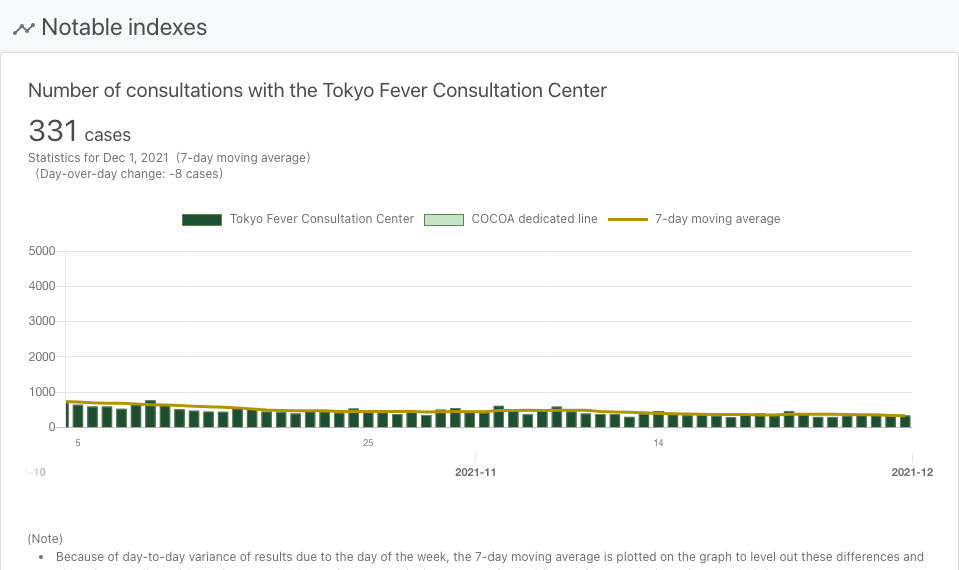 Notable indexes
Number of consultations with the Tokyo Fever Consultation Center
331 cases
Statistics for Dec 1, 2021 (7-day moving average)
(Day-over-day change: -8 cases)
Tokyo Fever Consultation Center COCOA dedicated line 7-day moving average
5000
4000
3000
2000
1000
0
5 25 14
-10 2021-11 2021-12
(Note)
• Because of day-to-day variance of results due to the day of the week, the 7-day moving average is plotted on the graph to level out these differences and